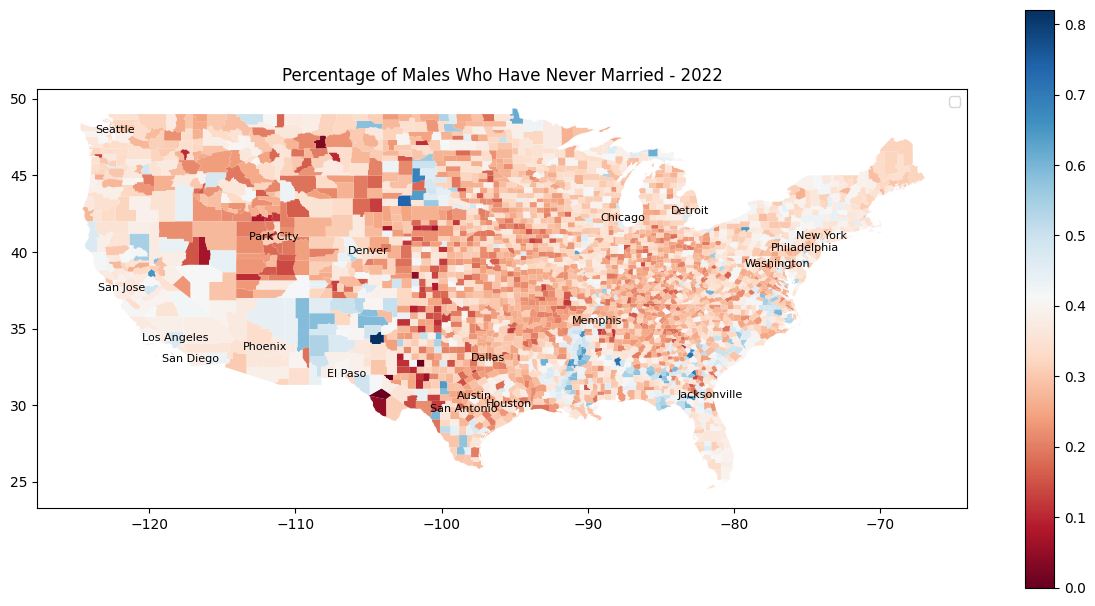 Percentage of Males Who Have Never Married - 2022
50
45
40
35
30
25
−120
−110
−100
−90
−80
−70
Seattle
Chicago
Detroit
Park City
Denver
New York
Philadelphia
Washington
San Jose
Los Angeles
Phoenix
San Diego
Memphis
El Paso
Dallas
Austin
San Antonio
Houston
Jacksonville
0.8
0.7
0.6
0.5
0.4
0.3
0.2
0.1
0.0